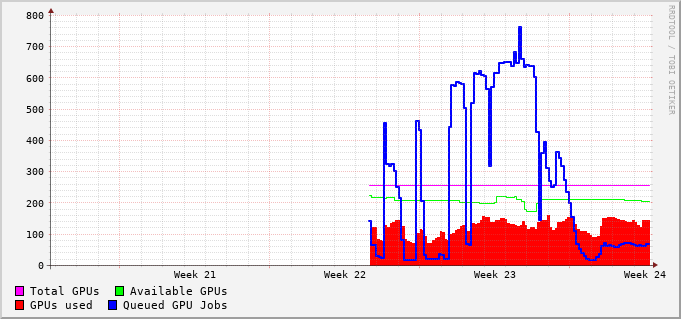 800
700
600
500
400
300
200
100
0
Week 21 Week 22 Week 23 Week 24
Total GPUs Available GPUs
GPUs used Queued GPU Jobs
RRDTOOL / TOBI OETIKER